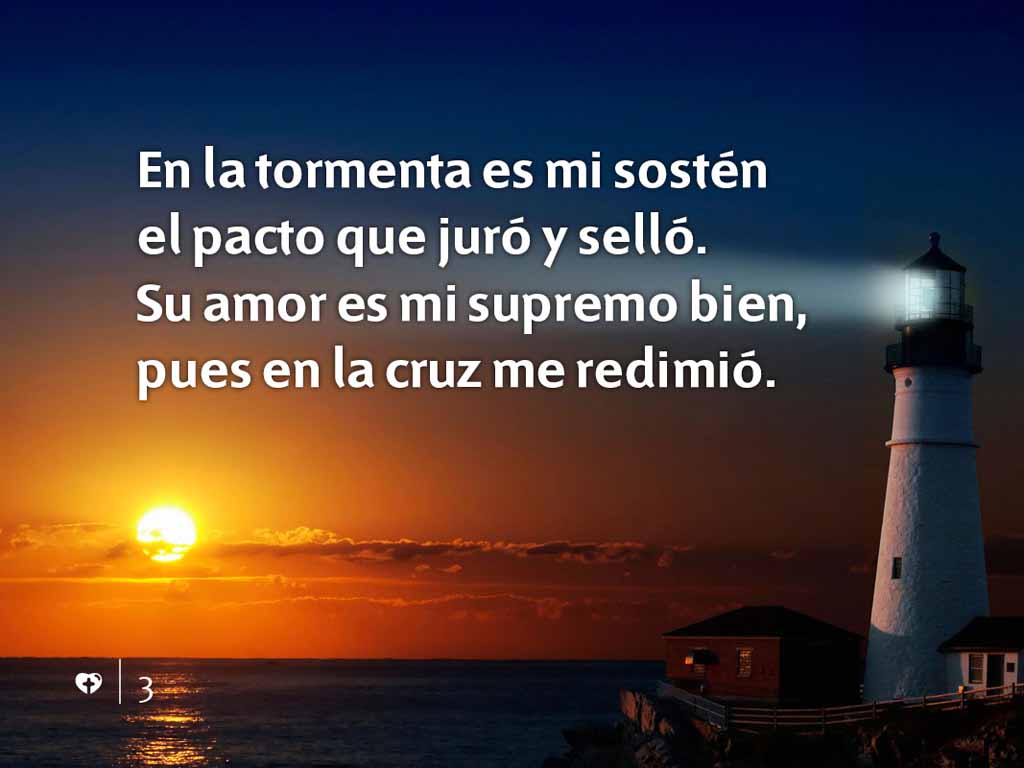 En la tormenta es mi sostén
el pacto que juró y selló.
Su amor es mi supremo bien,
pues en la cruz me redimió.
3